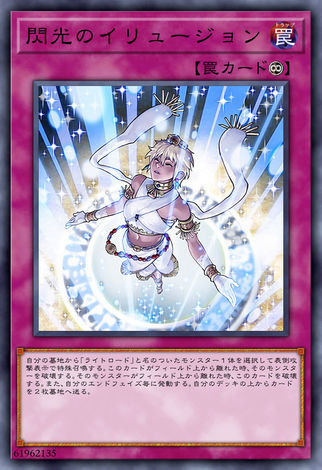 閃光のイリュージョン
トラップ
罠
【罠カード】
自分の墓地から「ライトロード」と名のついたモンスター１体を選択して表側攻
撃表示で特殊召喚する。このカードがフィールド上から離れた時、そのモンスタ
ーを破壊する。そのモンスターがフィールド上から離れた時、このカードを破壊
する。また、自分のエンドフェイズ毎に発動する。自分のデッキの上からカード
を２枚墓地へ送る。
61962135